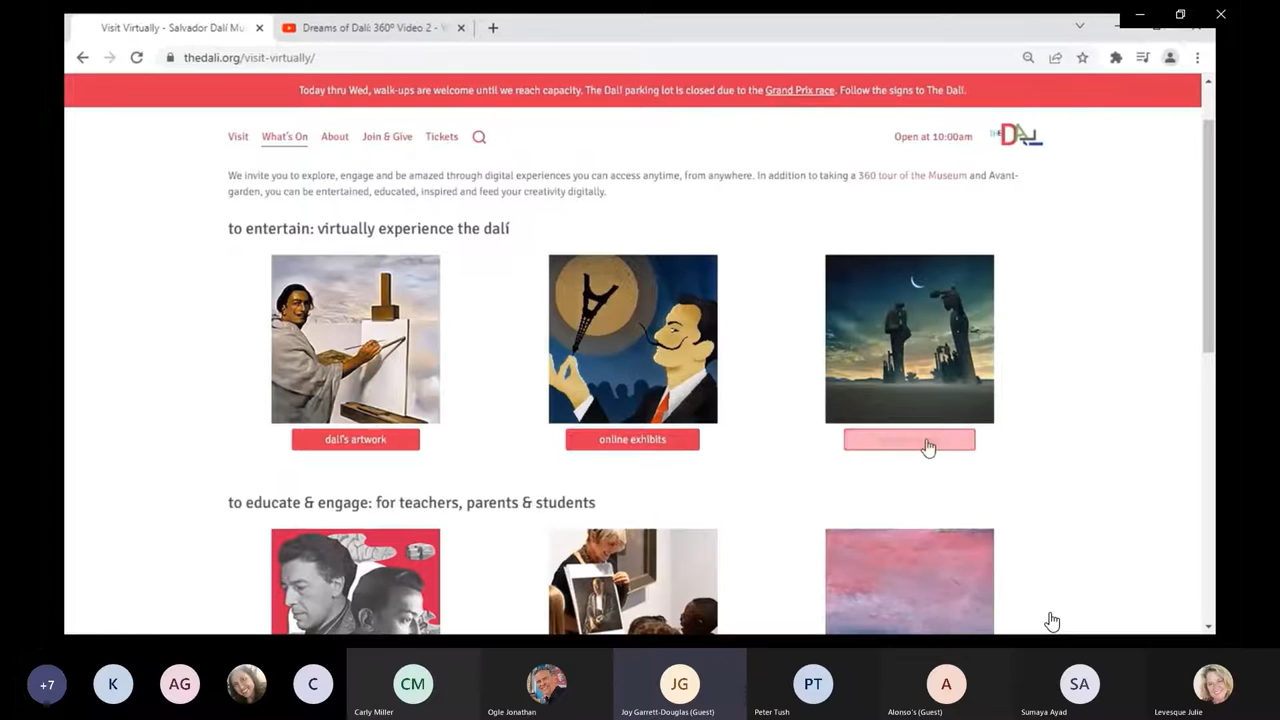 Visit Virtually - Salvador Dalí Mu
Dreams of Dalí: 360º Video 2 -
thedali.org/visit-virtually/
Today thru Wed, walk-ups are welcome until we reach capacity. The Dalí parking lot is closed due to the Grand Prix race. Follow the signs to The Dalí.
Visit What's On About Join & Give Tickets
Open at 10:00am
THE DALI
We invite you to explore, engage and be amazed through digital experiences you can access anytime, from anywhere. In addition to taking a 360 tour of the Museum and Avant-
garden, you can be entertained, educated, inspired and feed your creativity digitally.
to entertain: virtually experience the dalí
dalí's artwork
online exhibits
to educate & engage: for teachers, parents & students
+7 K AG C CM JG PT A SA
Carly Miller Ogle Jonathan Joy Garrett-Douglas (Guest) Peter Tush Alonso's (Guest) Sumaya Ayad Levesque Julie